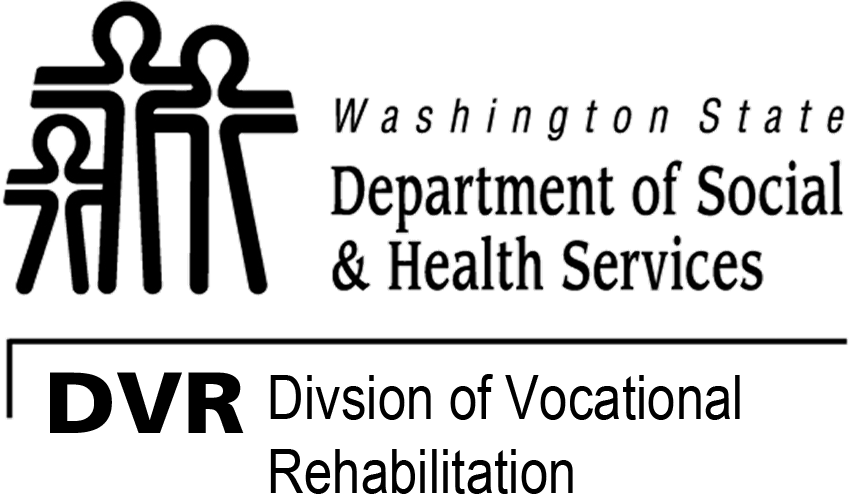 Washington State
Department of Social
& Health Services
DVR Divsion of Vocational
Rehabilitation